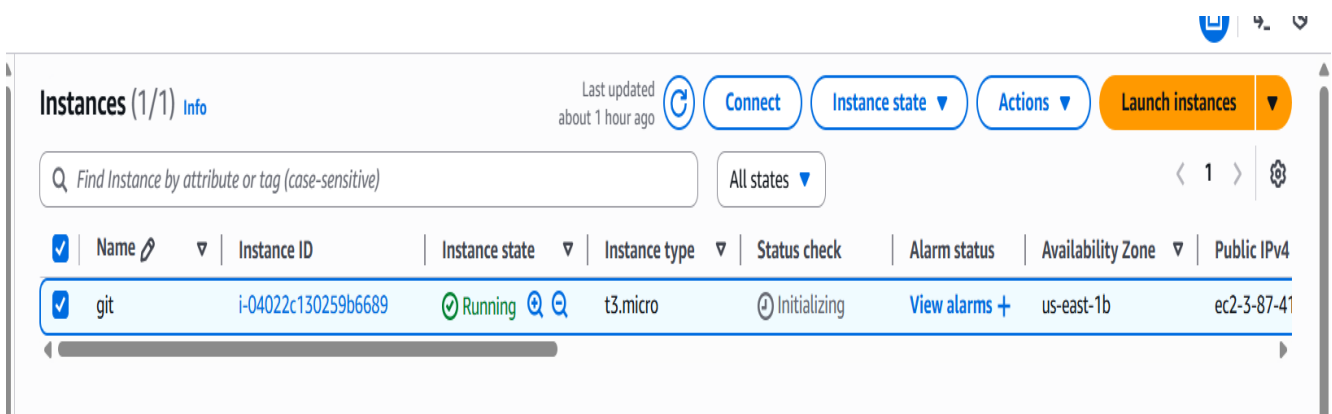 Instances (1/1) Info
Last updated
about 1 hour ago
Connect
Instance state
Actions
Launch instances
Find Instance by attribute or tag (case-sensitive)
All states
1
Name Instance ID Instance state Instance type Status check Alarm status Availability Zone Public IPv4
git i-04022c130259b6689 Running t3.micro Initializing View alarms + us-east-1b ec2-3-87-41